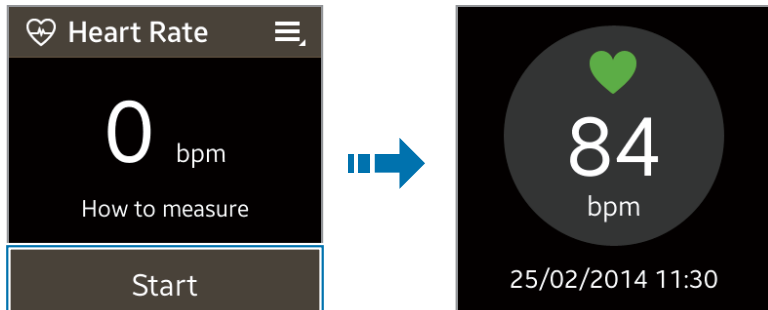 Heart Rate
0 bpm
How to measure
Start
84
bpm
25/02/2014 11:30